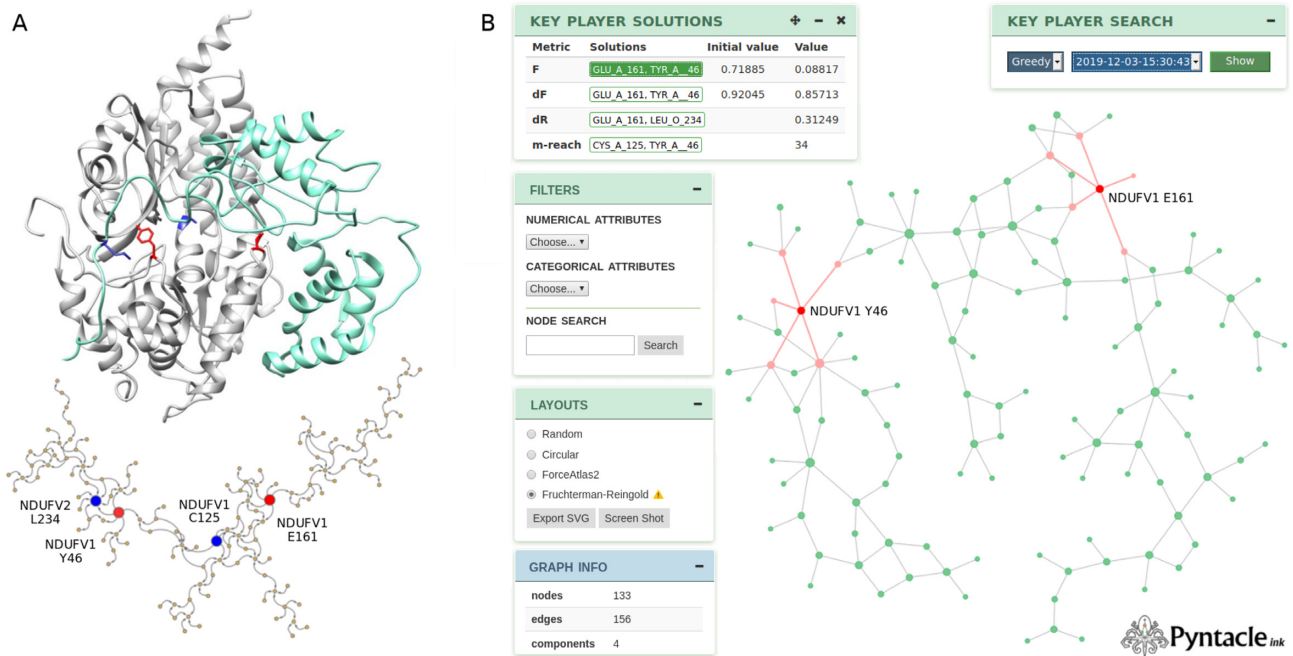 A
B
KEY PLAYER SOLUTIONS
Metric Solutions Initial value Value
F GLU_A_161, TYR_A__46 0.71885 0.08817
dF GLU_A_161, TYR_A__46 0.92045 0.85713
dR GLU_A_161, LEU_O_234 0.31249
m-reach CYS_A_125, TYR_A__46 34
KEY PLAYER SEARCH
Greedy 2019-12-03-15:30:43 Show
FILTERS
NUMERICAL ATTRIBUTES
Choose...
CATEGORICAL ATTRIBUTES
Choose...
NODE SEARCH
Search
LAYOUTS
Random
Circular
ForceAtlas2
Fruchterman-Reingold
Export SVG Screen Shot
GRAPH INFO
nodes 133
edges 156
components 4
NDUFV1 E161
NDUFV1 Y46
NDUFV2
L234
NDUFV1
Y46
NDUFV1
C125
NDUFV1
E161
Pyntacle ink